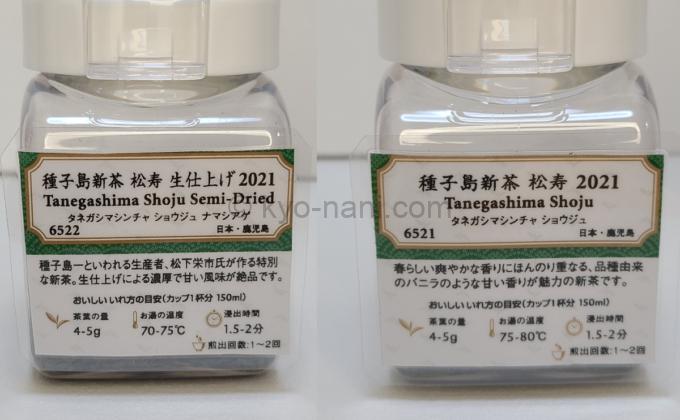 種子島新茶 松寿 生仕上げ2021
Tanegashima Shoju Semi-Dried
タネガシマシンチャ ショウジュ ナマシアゲ
6522
日本・鹿児島
種子島一といわれる生産者、松下栄市氏が作る特別
な新茶。生仕上げによる濃厚で甘い風味が絶品です。
おいしいいれ方の目安(カップ1杯分 150ml)
茶葉の量 お湯の温度 浸出時間
4-5g 70-75℃ 1.5-2分
煎出回数:1~2回
種子島新茶 松寿 2021
Tanegashima Shoju
タネガシマシンチャ ショウジュ
6521
日本・鹿児島
春らしい爽やかな香りにほんのり重なる、品種由来
のバニラのような甘い香りが魅力の新茶です。
おいしいいれ方の目安(カップ1杯分 150ml)
茶葉の量 お湯の温度 浸出時間
4-5g 75-80℃ 1.5-2分
煎出回数:1~2回
© kyo-nani.com